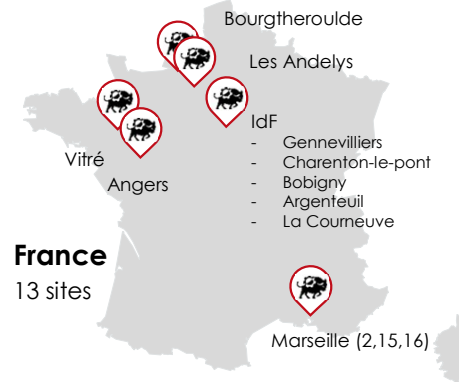 Bourgtheroulde
Les Andelys
IdF
- Gennevilliers
- Charenton-le-pont
- Bobigny
- Argenteuil
- La Courneuve
Vitré
Angers
France
13 sites
Marseille (2,15,16)